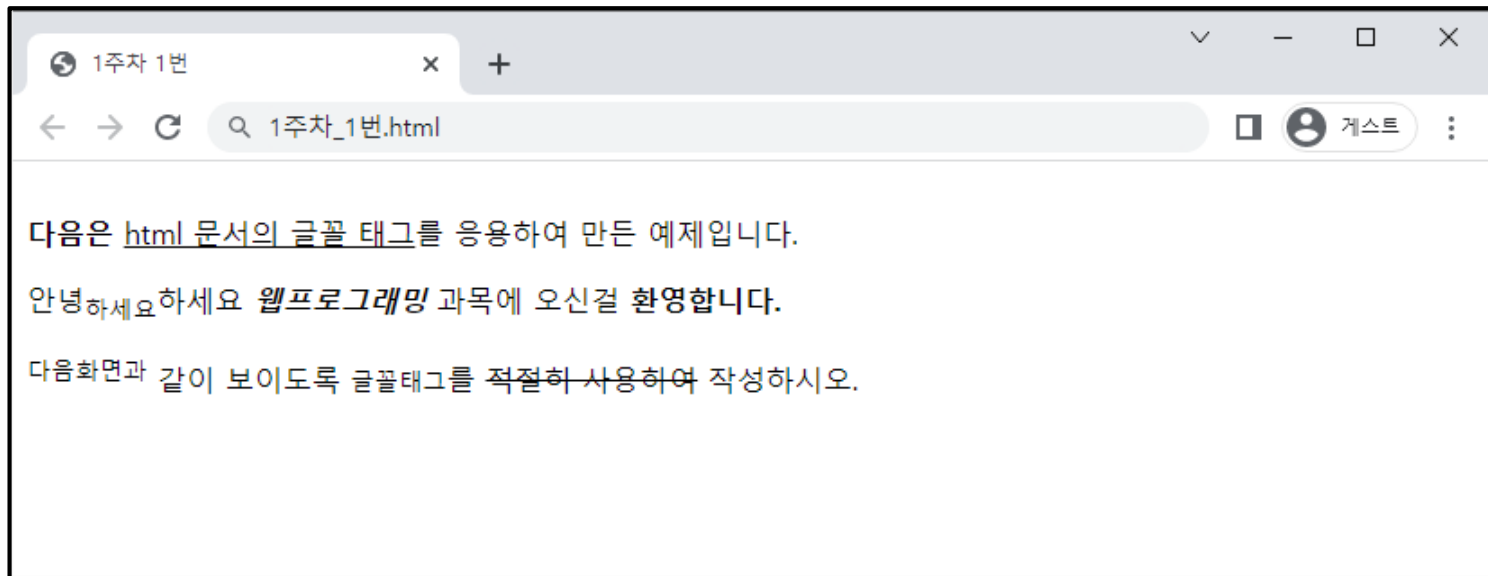 1주차 1번
1주차_1번.html
게스트
다음은 html 문서의 글꼴 태그를 응용하여 만든 예제입니다.
안녕하세요하세요 웹프로그래밍 과목에 오신걸 환영합니다.
다음화면과 같이 보이도록 글꼴태그를 적절히 사용하여 작성하시오.